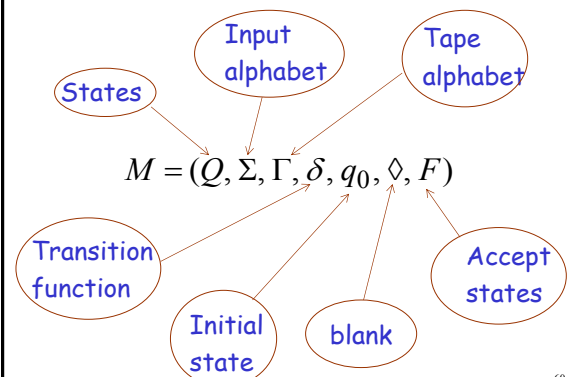 Input
alphabet
Tape
alphabet
States
M = (Q, Σ, Γ, δ, q₀, ◊, F)
Transition
function
Accept
states
Initial
state
blank